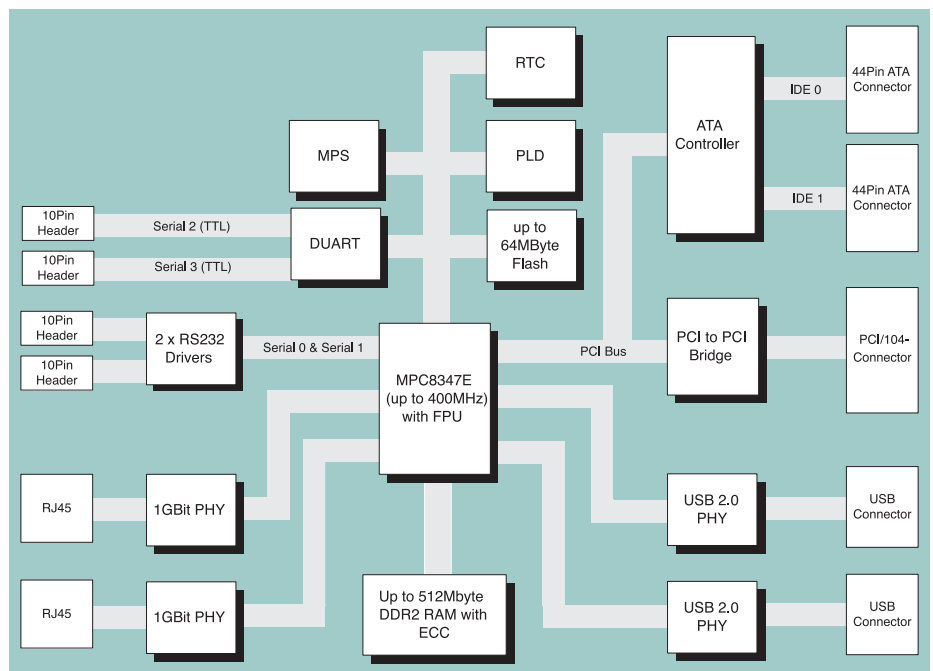 RTC
44Pin ATA
Connector
IDE 0
ATA
Controller
MPS
PLD
44Pin ATA
Connector
IDE 1
10Pin
Header
Serial 2 (TTL)
DUART
up to
64MByte
Flash
10Pin
Header
Serial 3 (TTL)
10Pin
Header
2 x RS232
Drivers
Serial 0 & Serial 1
10Pin
Header
MPC8347E
(up to 400MHz)
with FPU
PCI Bus
PCI to PCI
Bridge
PCI/104-
Connector
RJ45
1GBit PHY
USB 2.0
PHY
USB
Connector
RJ45
1GBit PHY
Up to 512Mbyte
DDR2 RAM with
ECC
USB 2.0
PHY
USB
Connector